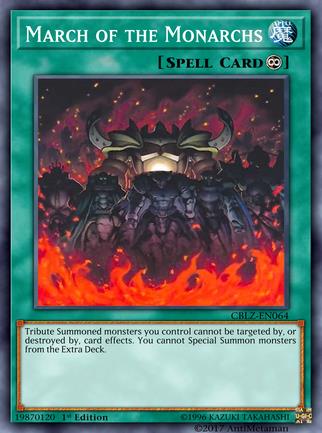 March of the Monarchs
[Spell Card]
CBLZ-EN064
Tribute Summoned monsters you control cannot be targeted by, or
destroyed by, card effects. You cannot Special Summon monsters
from the Extra Deck.
19870120 1st Edition ©1996 KAZUKI TAKAHASHI
©2017 AntiMetaman